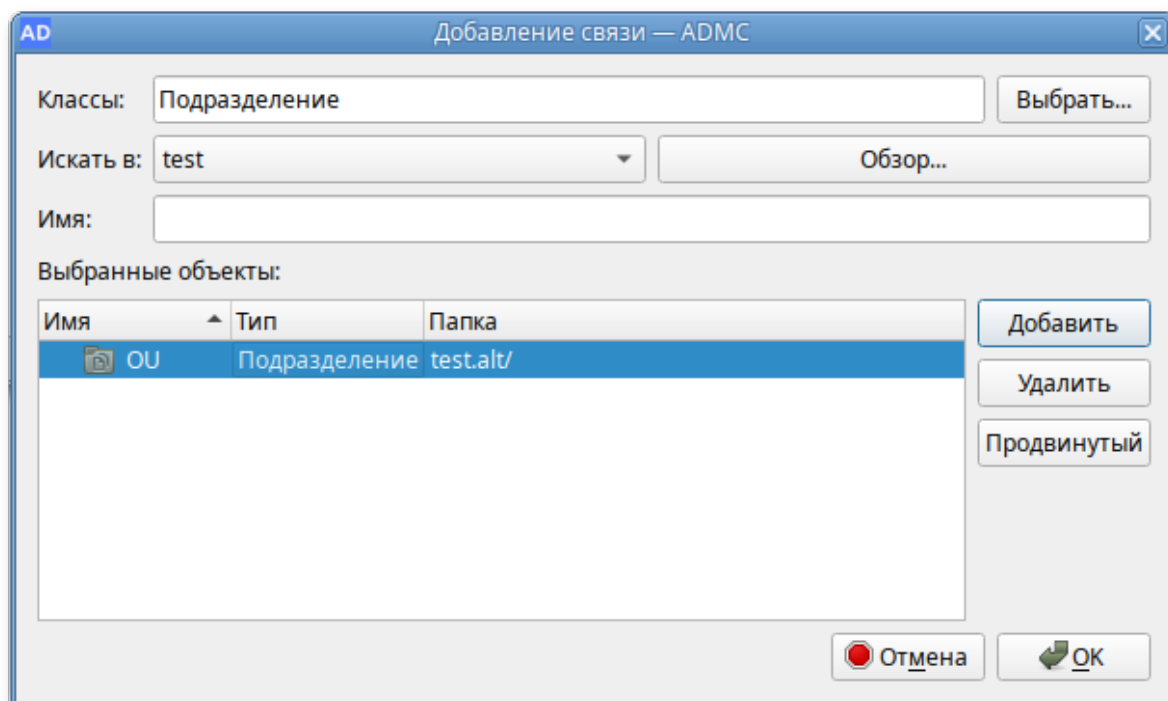 AD Добавление связи — ADMC
Классы: Подразделение Выбрать...
Искать в: test Обзор...
Имя:
Выбранные объекты:
Имя Тип Папка Добавить
OU Подразделение test.alt/
Удалить
Продвинутый
Отмена OK